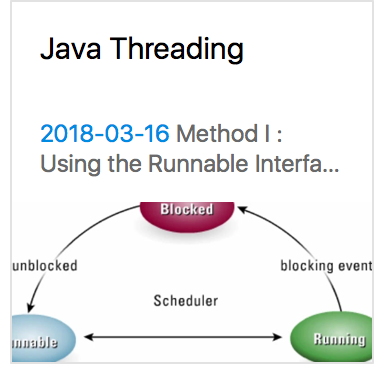 Java Threading
2018-03-16 Method I :
Using the Runnable Interfa...
Blocked
unblocked
blocking event
Scheduler
nnable
Running